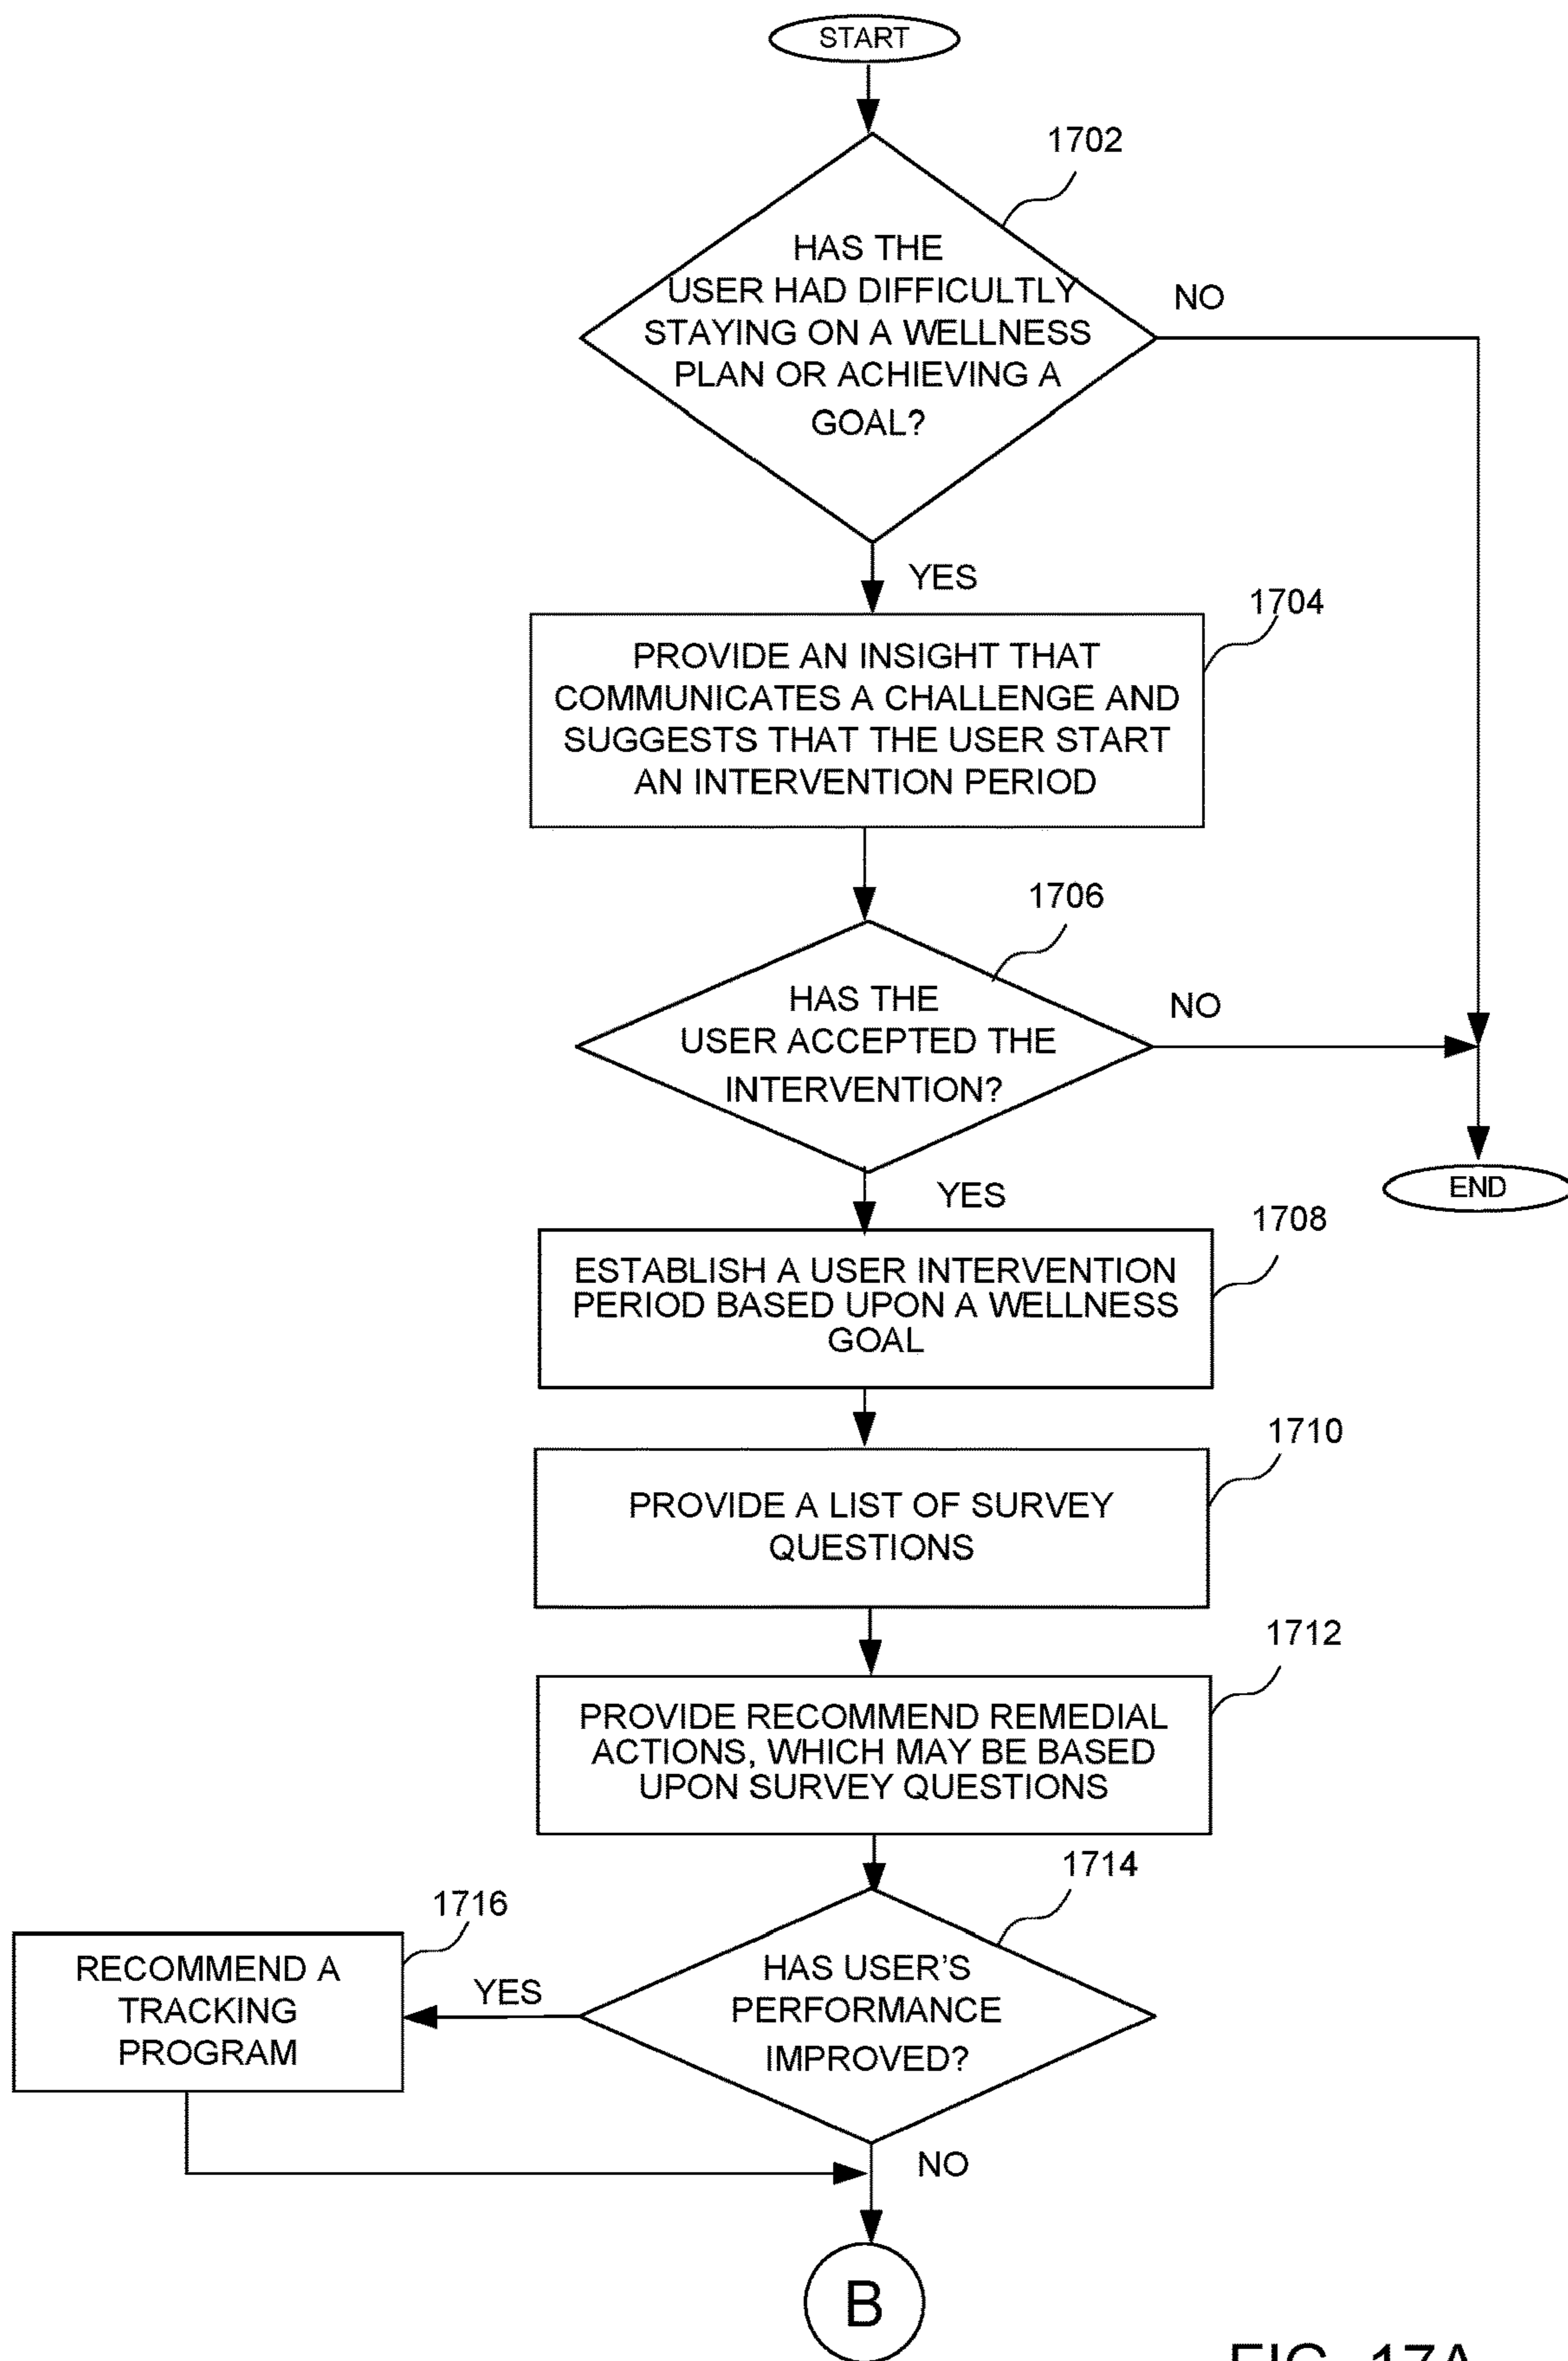 START
1702
HAS THE
USER HAD DIFFICULTLY
STAYING ON A WELLNESS
PLAN OR ACHIEVING A
GOAL?
NO
YES
1704
PROVIDE AN INSIGHT THAT
COMMUNICATES A CHALLENGE AND
SUGGESTS THAT THE USER START
AN INTERVENTION PERIOD
1706
HAS THE
USER ACCEPTED THE
INTERVENTION?
NO
YES
END
1708
ESTABLISH A USER INTERVENTION
PERIOD BASED UPON A WELLNESS
GOAL
1710
PROVIDE A LIST OF SURVEY
QUESTIONS
1712
PROVIDE RECOMMEND REMEDIAL
ACTIONS, WHICH MAY BE BASED
UPON SURVEY QUESTIONS
1714
HAS USER'S
PERFORMANCE
IMPROVED?
YES
1716
RECOMMEND A
TRACKING
PROGRAM
NO
B
FIG. 17A